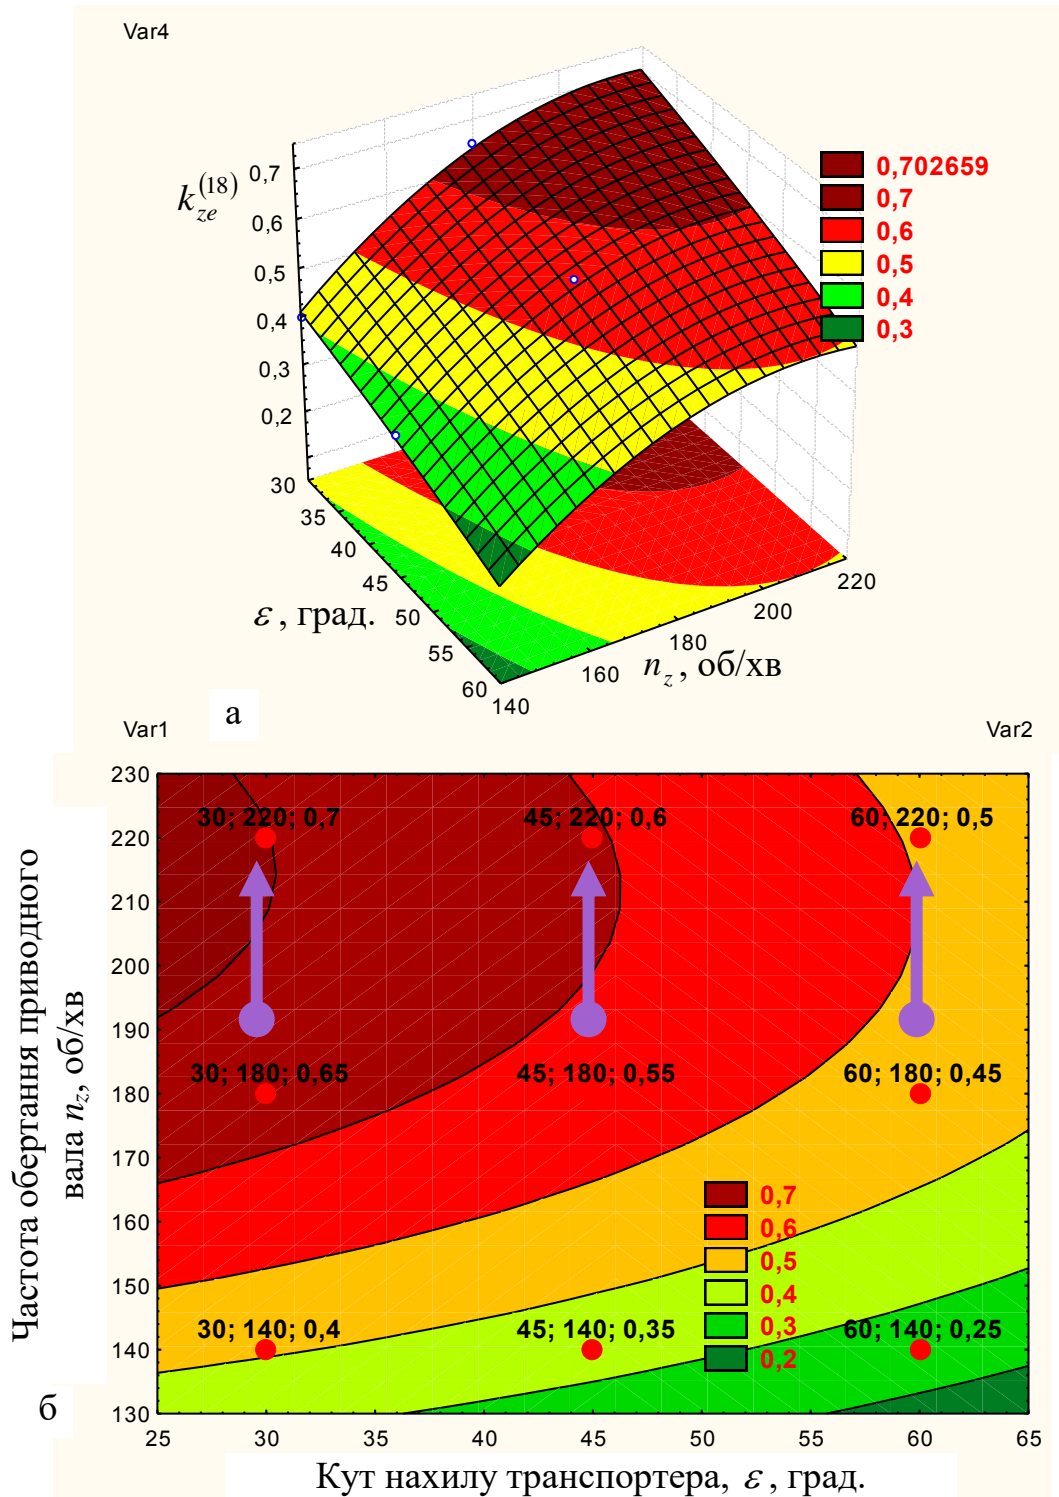 Var4
k_ze^(18)
0,7
0,6
0,5
0,4
0,3
0,2
0,702659
0,7
0,6
0,5
0,4
0,3
30
35
40
45
50
55
60
ε , град.
140
160
180
200
220
n_z , об/хв
а
Var1
Var2
Частота обертання приводного
вала n_z, об/хв
230
220
210
200
190
180
170
160
150
140
130
30; 220; 0,7
45; 220; 0,6
60; 220; 0,5
30; 180; 0,65
45; 180; 0,55
60; 180; 0,45
0,7
0,6
0,5
0,4
0,3
0,2
30; 140; 0,4
45; 140; 0,35
60; 140; 0,25
б
25 30 35 40 45 50 55 60 65
Кут нахилу транспортера, ε , град.